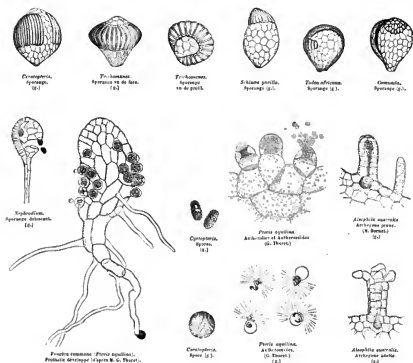 Ceratopteris.
Sporange.
(g.)
Trichomanes.
Sporange vu de face.
(g.)
Trichomanes.
Sporange
vu de profil.
Schizæa pusilla.
Sporange (g.).
Todea africana.
Sporange (g.).
Osmunda.
Sporange (g.).
Nephrodium.
Sporange déhiscent.
(g.)
Cystopteris.
Spores.
(g.)
Pteris aquilina
Anthéridies et Anthérozoïdes
(G. Thuret.)
Alsophila australis
Archégone jeune.
(g.)
Fougère commune (Pteris aquilina).
Prothalle développé (d'après M. G. Thuret).
Ceratopteris.
Spore (g.)
Pteris aquilina.
Anthérozoïdes.
(G. Thuret.)
(g.)
Alsophila australis
Archégone adulte.
(g.)